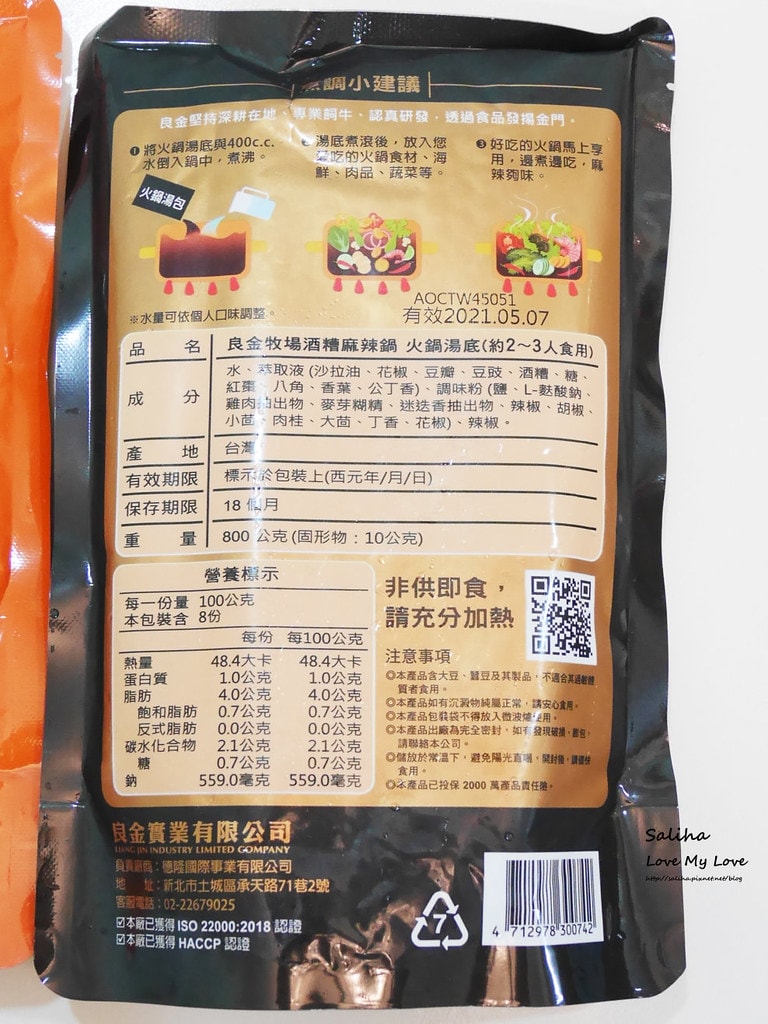 煮調小建議
良金堅持深耕在地、專業飼牛、認真研發，透過食品發揚金門。
❶ 將火鍋湯底與400c.c.
水倒入鍋中，煮沸。
湯底煮滾後，放入您
吃的火鍋食材、海
鮮、肉品、蔬菜等。
❸ 好吃的火鍋馬上享
用，邊煮邊吃，麻
辣夠味。
火鍋湯包
※水量可依個人口味調整。
AOCTW45051
有效2021.05.07
品 名 良金牧場酒糟麻辣鍋 火鍋湯底(約2～3人食用)
成 分 水、萃取液 (沙拉油、花椒、豆瓣、豆豉、酒糟、糖、
紅棗、八角、香葉、公丁香)、調味粉 (鹽、L-麩酸鈉、
雞肉抽出物、麥芽糊精、迷迭香抽出物、辣椒、胡椒、
小茴、肉桂、大茴、丁香、花椒)、辣椒。
產 地 台灣
有效期限 標示於包裝上(西元年/月/日)
保存期限 18 個月
重 量 800 公克 (固形物：10公克)
營養標示
每一份量 100公克
本包裝含 8份
每份 每100公克
熱量 48.4大卡 48.4大卡
蛋白質 1.0公克 1.0公克
脂肪 4.0公克 4.0公克
飽和脂肪 0.7公克 0.7公克
反式脂肪 0.0公克 0.0公克
碳水化合物 2.1公克 2.1公克
糖 0.7公克 0.7公克
鈉 559.0毫克 559.0毫克
非供即食，
請充分加熱
注意事項
◎本產品含大豆、蠶豆及其製品，不適合其過敏體
質者食用。
◎本產品如有沉澱物純屬正常，請安心食用。
◎本產品包裝袋不得放入微波爐使用。
◎本產品出廠為完全密封，如有發現破損、膨包，
請聯絡本公司。
◎儲放於常溫下，避免陽光直曬，開封後，請儘快
食用。
◎本產品已投保 2000 萬產品責任險。
良金實業有限公司
LIANG JIN INDUSTRY LIMITED COMPANY
負責廠商：德隆國際事業有限公司
地 址：新北市土城區承天路71巷2號
客服電話：02-22679025
☑本廠已獲得 ISO 22000:2018 認證
☑本廠已獲得 HACCP 認證
7
4 712978 300742
Saliha
Love My Love
http://saliha.pixnet.net/blog